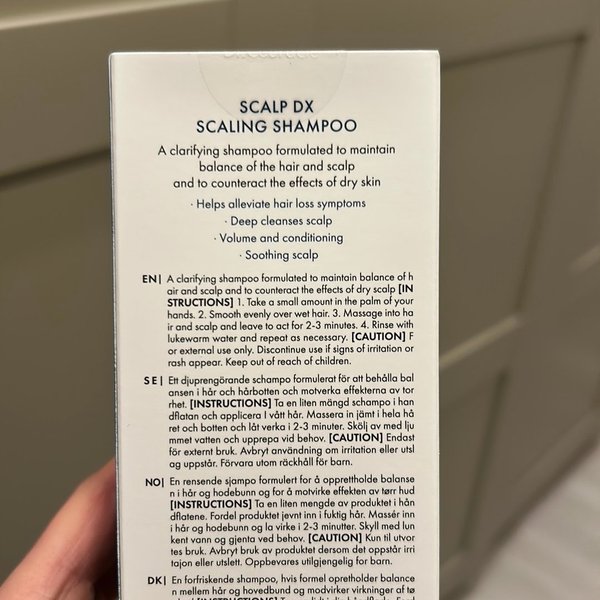 SCALP DX
SCALING SHAMPOO
A clarifying shampoo formulated to maintain
balance of the hair and scalp
and to counteract the effects of dry skin
· Helps alleviate hair loss symptoms
· Deep cleanses scalp
· Volume and conditioning
· Soothing scalp
EN| A clarifying shampoo formulated to maintain balance of h
air and scalp and to counteract the effects of dry scalp [IN
STRUCTIONS] 1. Take a small amount in the palm of your
hands. 2. Smooth evenly over wet hair. 3. Massage into ha
ir and scalp and leave to act for 2-3 minutes. 4. Rinse with
lukewarm water and repeat as necessary. [CAUTION] F
or external use only. Discontinue use if signs of irritation or
rash appear. Keep out of reach of children.
SE| Ett djuprengörande schampo formulerat för att behålla bal
ansen i hår och hårbotten och motverka effekterna av tor
rhet. [INSTRUCTIONS] Ta en liten mängd schampo i han
dflatan och applicera I vått hår. Massera in jämt i hela hå
ret och botten och låt verka i 2-3 minuter. Skölj av med lju
mmet vatten och upprepa vid behov. [CAUTION] Endast
för externt bruk. Avbryt användning om irritation eller utsl
ag uppstår. Förvara utom räckhåll för barn.
NO| En rensende sjampo formulert for å opprettholde balanse
n i hår og hodebunn og for å motvirke effekten av tørr hud
[INSTRUCTIONS] Ta en liten mengde av produktet i hån
dflatene. Fordel produktet jevnt inn i fuktig hår. Massér inn
i hår og hodebunn og la virke i 2-3 minutter. Skyll med lun
kent vann og gjenta ved behov. [CAUTION] Kun til utvor
tes bruk. Avbryt bruk av produktet dersom det oppstår irri
tajon eller utslett. Oppbevares utilgjengelig for barn.
DK| En forfriskende shampoo, hvis formel opretholder balance
n mellem hår og hovedbund og modvirker virkninger af tø